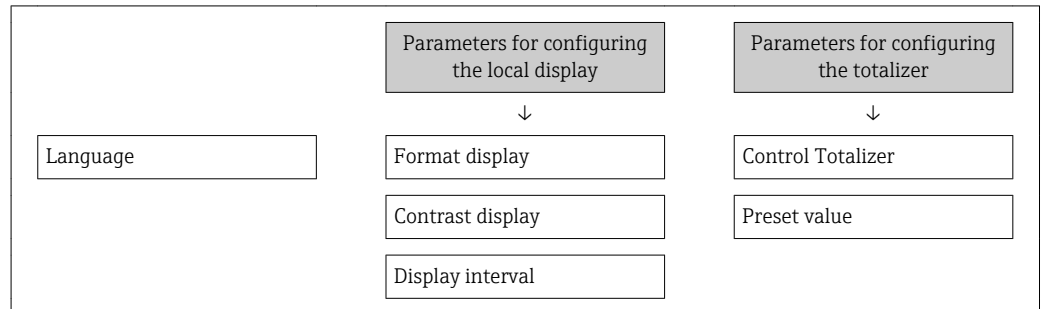 Parameters for configuring
the local display
Parameters for configuring
the totalizer
↓
↓
Language
Format display
Control Totalizer
Contrast display
Preset value
Display interval